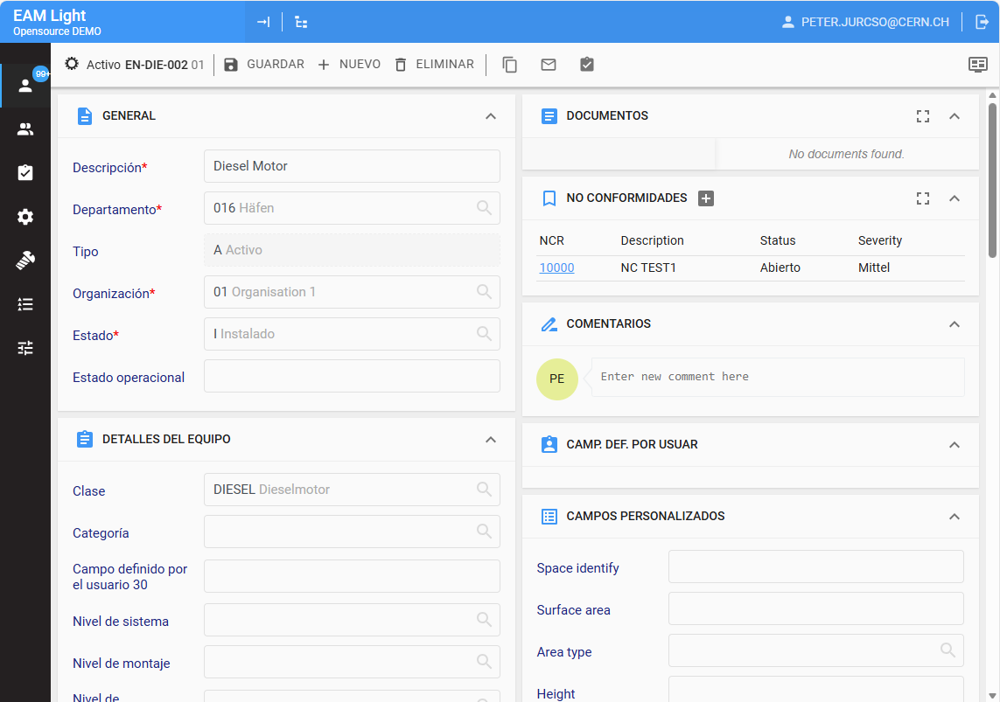 EAM Light
Opensource DEMO
PETER.JURCSO@CERN.CH
99+
Activo EN-DIE-002 01
GUARDAR
NUEVO
ELIMINAR
GENERAL
Descripción*
Diesel Motor
Departamento*
016 Häfen
Tipo
A Activo
Organización*
01 Organisation 1
Estado*
I Instalado
Estado operacional
DETALLES DEL EQUIPO
Clase
DIESEL Dieselmotor
Categoría
Campo definido por
el usuario 30
Nivel de sistema
Nivel de montaje
Nivel de
DOCUMENTOS
No documents found.
NO CONFORMIDADES
NCR Description Status Severity
10000 NC TEST1 Abierto Mittel
COMENTARIOS
PE
Enter new comment here
CAMP. DEF. POR USUAR
CAMPOS PERSONALIZADOS
Space identify
Surface area
Area type
Height